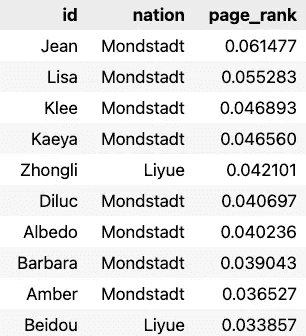 id nation page_rank
Jean Mondstadt 0.061477
Lisa Mondstadt 0.055283
Klee Mondstadt 0.046893
Kaeya Mondstadt 0.046560
Zhongli Liyue 0.042101
Diluc Mondstadt 0.040697
Albedo Mondstadt 0.040236
Barbara Mondstadt 0.039043
Amber Mondstadt 0.036527
Beidou Liyue 0.033857